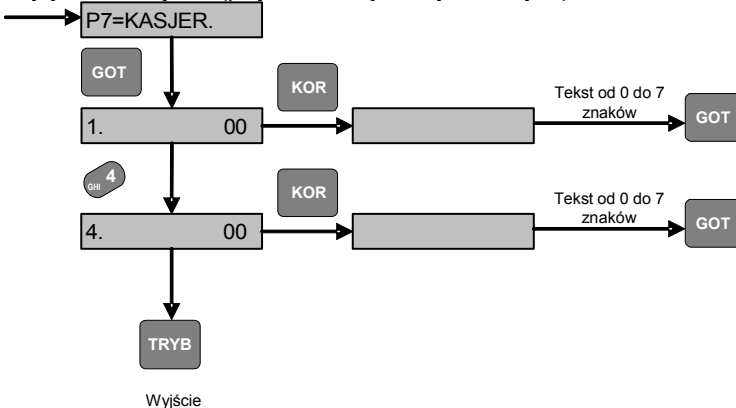 P7=KASJER.
GOT
KOR
Tekst od 0 do 7
znaków
GOT
1. 00
GHI 4
KOR
Tekst od 0 do 7
znaków
GOT
4. 00
TRYB
Wyjście